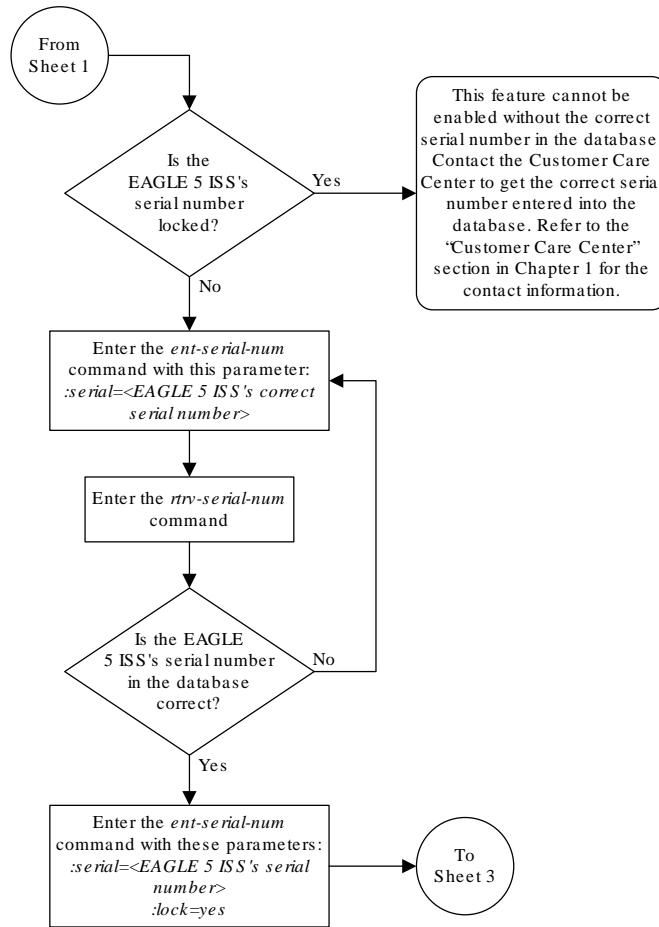 From
Sheet 1
Is the
EAGLE 5 ISS's
serial number
locked?
Yes
This feature cannot be
enabled without the correct
serial number in the database
Contact the Customer Care
Center to get the correct seria
number entered into the
database. Refer to the
“Customer Care Center”
section in Chapter 1 for the
contact information.
No
Enter the ent-serial-num
command with this parameter:
:serial=<EAGLE 5 ISS's correct
serial number>
Enter the rtrv-serial-num
command
Is the EAGLE
5 ISS's serial number
in the database
correct?
No
Yes
Enter the ent-serial-num
command with these parameters:
:serial=<EAGLE 5 ISS's serial
number>
:lock=yes
To
Sheet 3